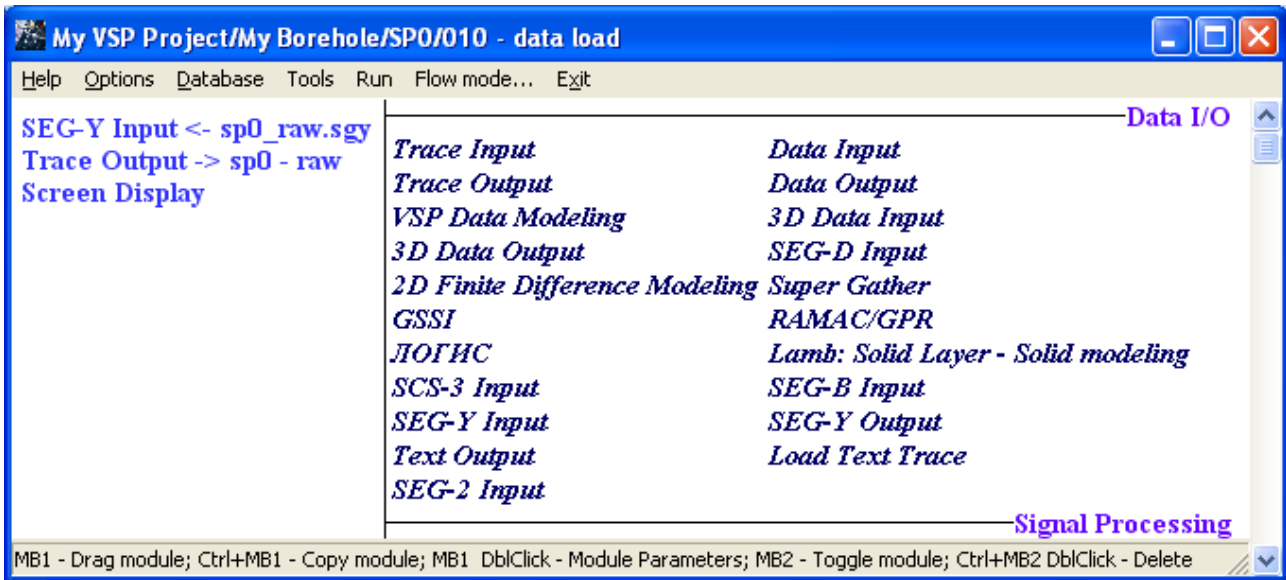 My VSP Project/My Borehole/SP0/010 - data load
Help Options Database Tools Run Flow mode... Exit
SEG-Y Input <- sp0_raw.sgy
Trace Output -> sp0 - raw
Screen Display
Data I/O
Trace Input Data Input
Trace Output Data Output
VSP Data Modeling 3D Data Input
3D Data Output SEG-D Input
2D Finite Difference Modeling Super Gather
GSSI RAMAC/GPR
ЛОГИС Lamb: Solid Layer - Solid modeling
SCS-3 Input SEG-B Input
SEG-Y Input SEG-Y Output
Text Output Load Text Trace
SEG-2 Input
Signal Processing
MB1 - Drag module; Ctrl+MB1 - Copy module; MB1 DblClick - Module Parameters; MB2 - Toggle module; Ctrl+MB2 DblClick - Delete